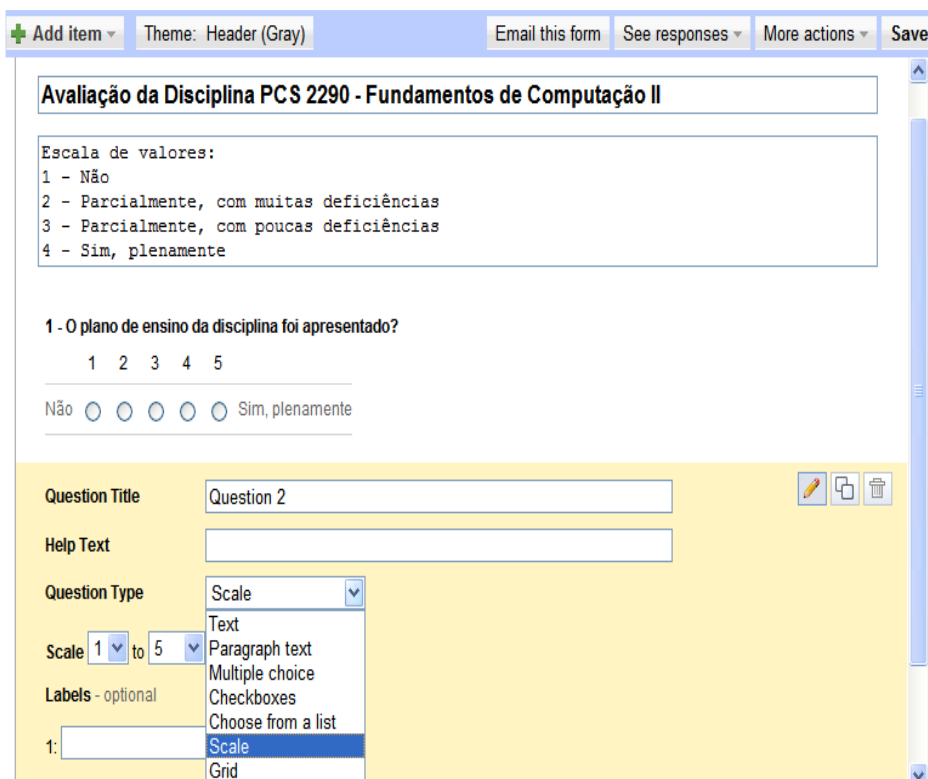 Add item Theme: Header (Gray) Email this form See responses More actions Save
Avaliação da Disciplina PCS 2290 - Fundamentos de Computação II
Escala de valores:
1 - Não
2 - Parcialmente, com muitas deficiências
3 - Parcialmente, com poucas deficiências
4 - Sim, plenamente
1 - O plano de ensino da disciplina foi apresentado?
1 2 3 4 5
Não Sim, plenamente
Question Title Question 2
Help Text
Question Type Scale
Text
Scale 1 to 5 Paragraph text
Multiple choice
Labels - optional Checkboxes
Choose from a list
1: Scale
Grid